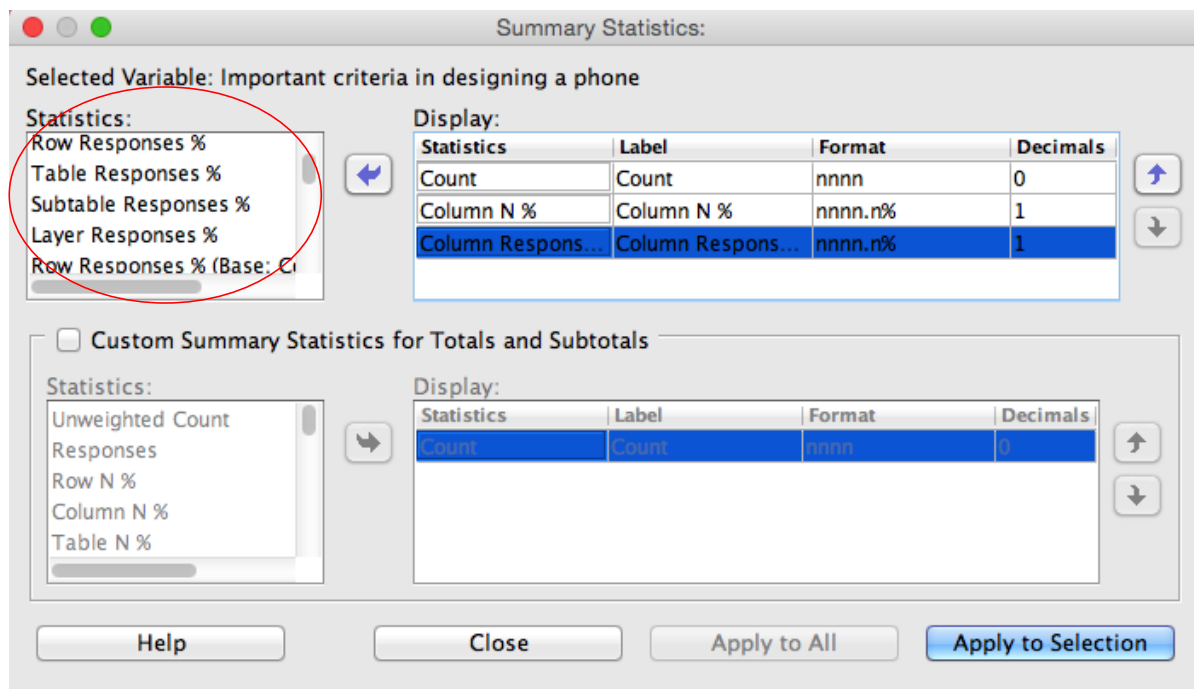 Summary Statistics:
Selected Variable: Important criteria in designing a phone
Statistics:
Row Responses %
Table Responses %
Subtable Responses %
Layer Responses %
Row Responses % (Base: C
Display:
Statistics Label Format Decimals
Count Count nnnn 0
Column N % Column N % nnnn.n% 1
Column Respons... Column Respons... nnnn.n% 1
Custom Summary Statistics for Totals and Subtotals
Statistics:
Unweighted Count
Responses
Row N %
Column N %
Table N %
Display:
Statistics Label Format Decimals
Count Count nnnn 0
Help Close Apply to All Apply to Selection